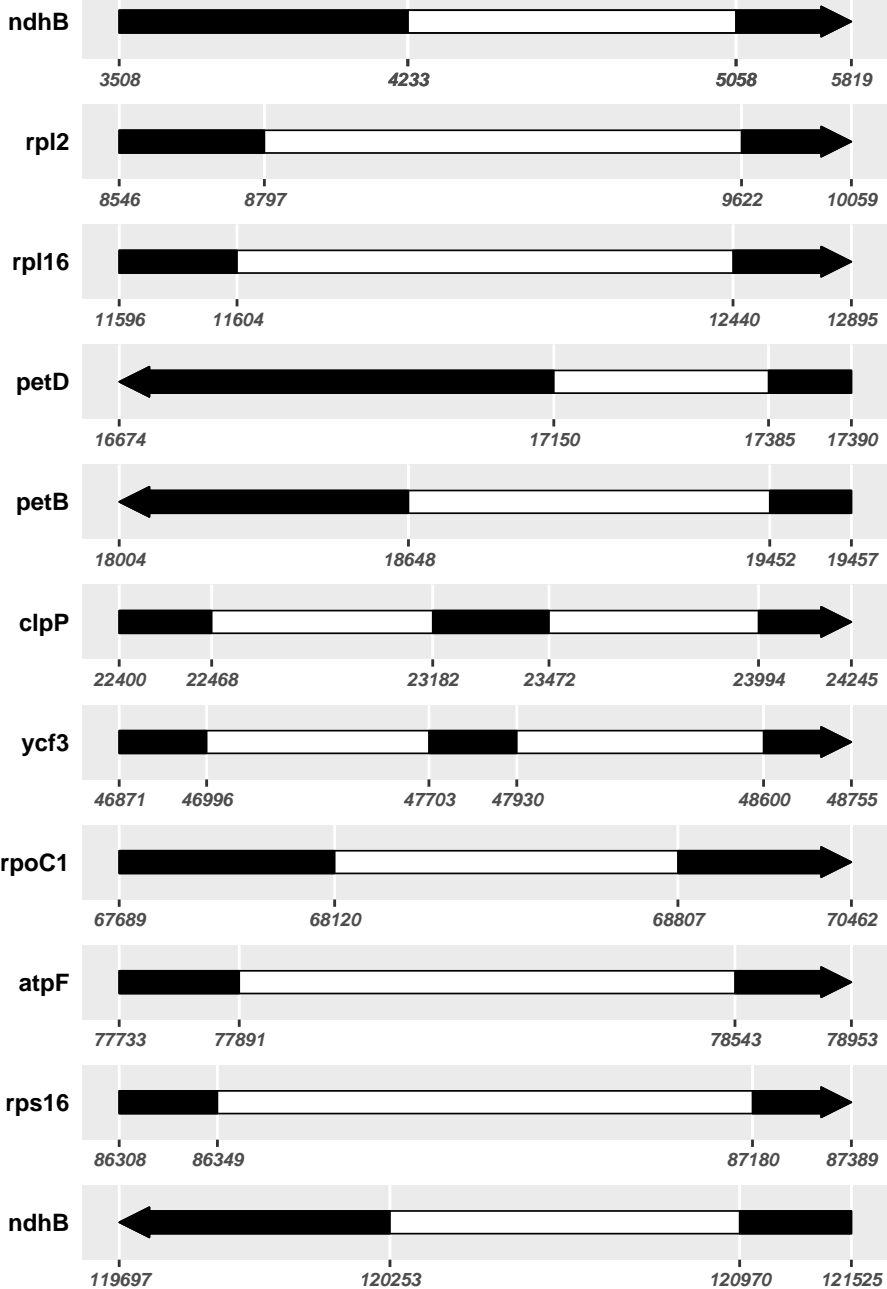 ndhB
3508 4233 5058 5819
rpl2
8546 8797 9622 10059
rpl16
11596 11604 12440 12895
petD
16674 17150 17385 17390
petB
18004 18648 19452 19457
clpP
22400 22468 23182 23472 23994 24245
ycf3
46871 46996 47703 47930 48600 48755
rpoC1
67689 68120 68807 70462
atpF
77733 77891 78543 78953
rps16
86308 86349 87180 87389
ndhB
119697 120253 120970 121525